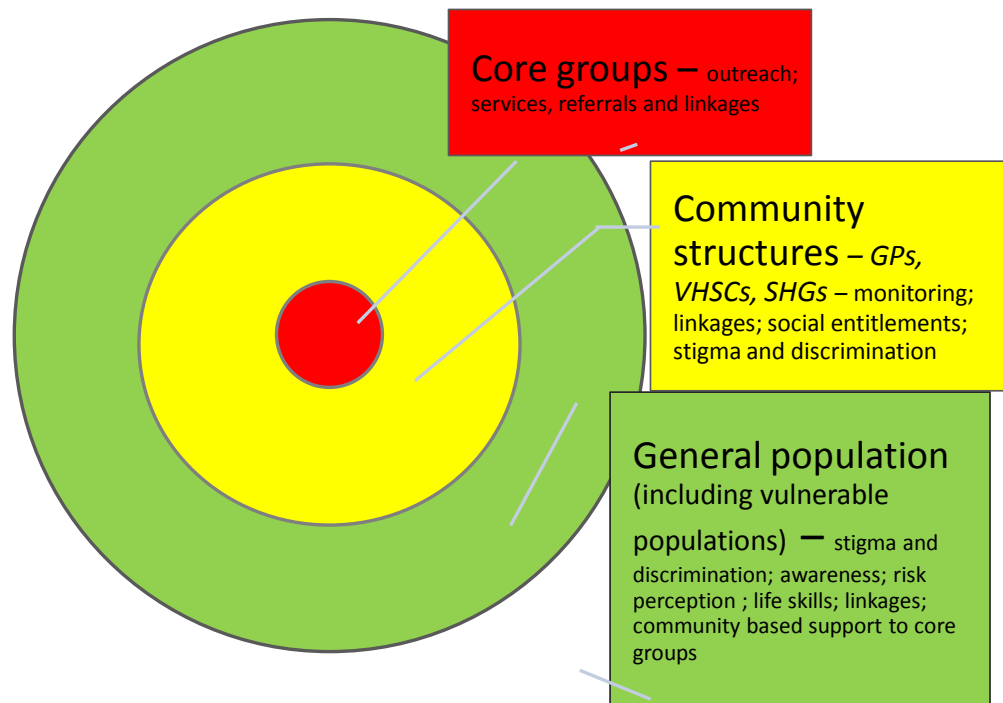 Core groups – outreach;
services, referrals and linkages
Community
structures – GPs,
VHSCs, SHGs – monitoring;
linkages; social entitlements;
stigma and discrimination
General population
(including vulnerable
populations) – stigma and
discrimination; awareness; risk
perception ; life skills; linkages;
community based support to core
groups